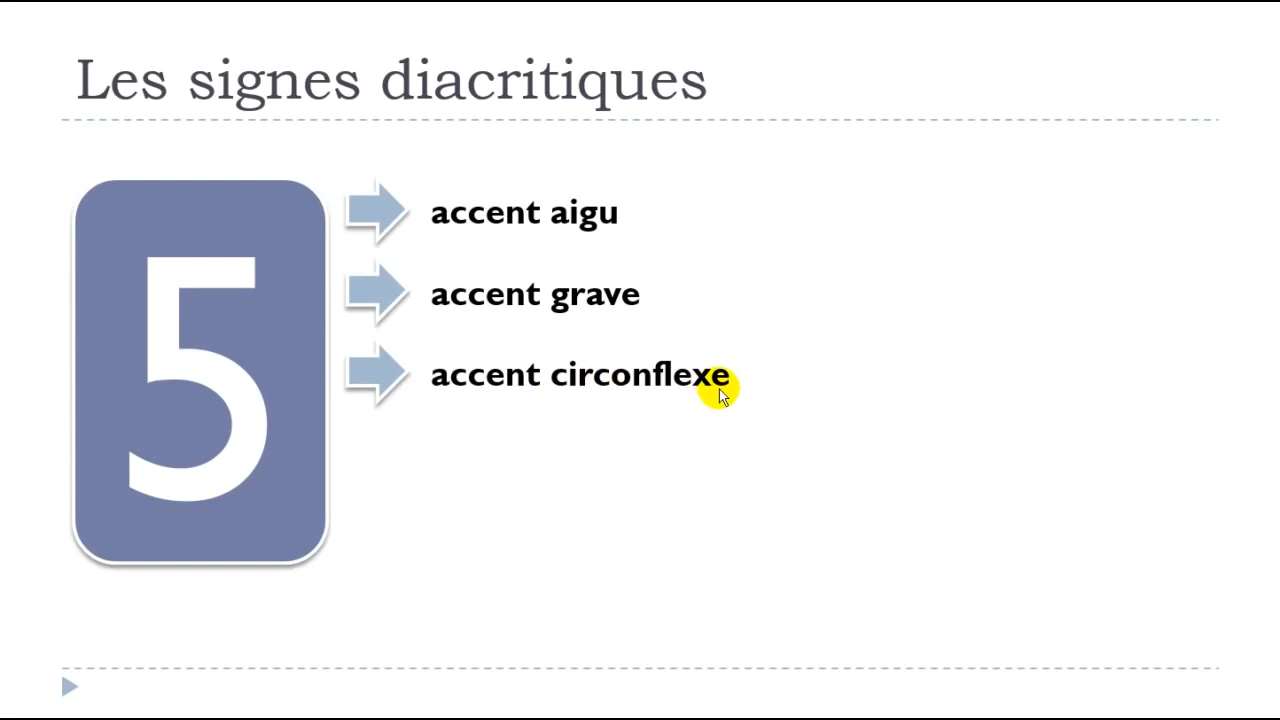 Les signes diacritiques
5
accent aigu
accent grave
accent circonflexe